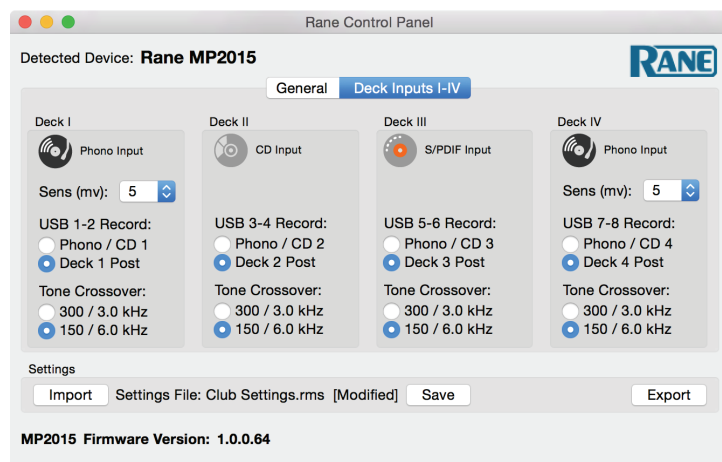 Rane Control Panel
Detected Device: Rane MP2015
RANE
General Deck Inputs I-IV
Deck I Deck II Deck III Deck IV
Phono Input CD Input S/PDIF Input Phono Input
Sens (mv): 5 Sens (mv): 5
USB 1-2 Record: USB 3-4 Record: USB 5-6 Record: USB 7-8 Record:
Phono / CD 1 Phono / CD 2 Phono / CD 3 Phono / CD 4
Deck 1 Post Deck 2 Post Deck 3 Post Deck 4 Post
Tone Crossover: Tone Crossover: Tone Crossover: Tone Crossover:
300 / 3.0 kHz 300 / 3.0 kHz 300 / 3.0 kHz 300 / 3.0 kHz
150 / 6.0 kHz 150 / 6.0 kHz 150 / 6.0 kHz 150 / 6.0 kHz
Settings
Import Settings File: Club Settings.rms [Modified] Save Export
MP2015 Firmware Version: 1.0.0.64